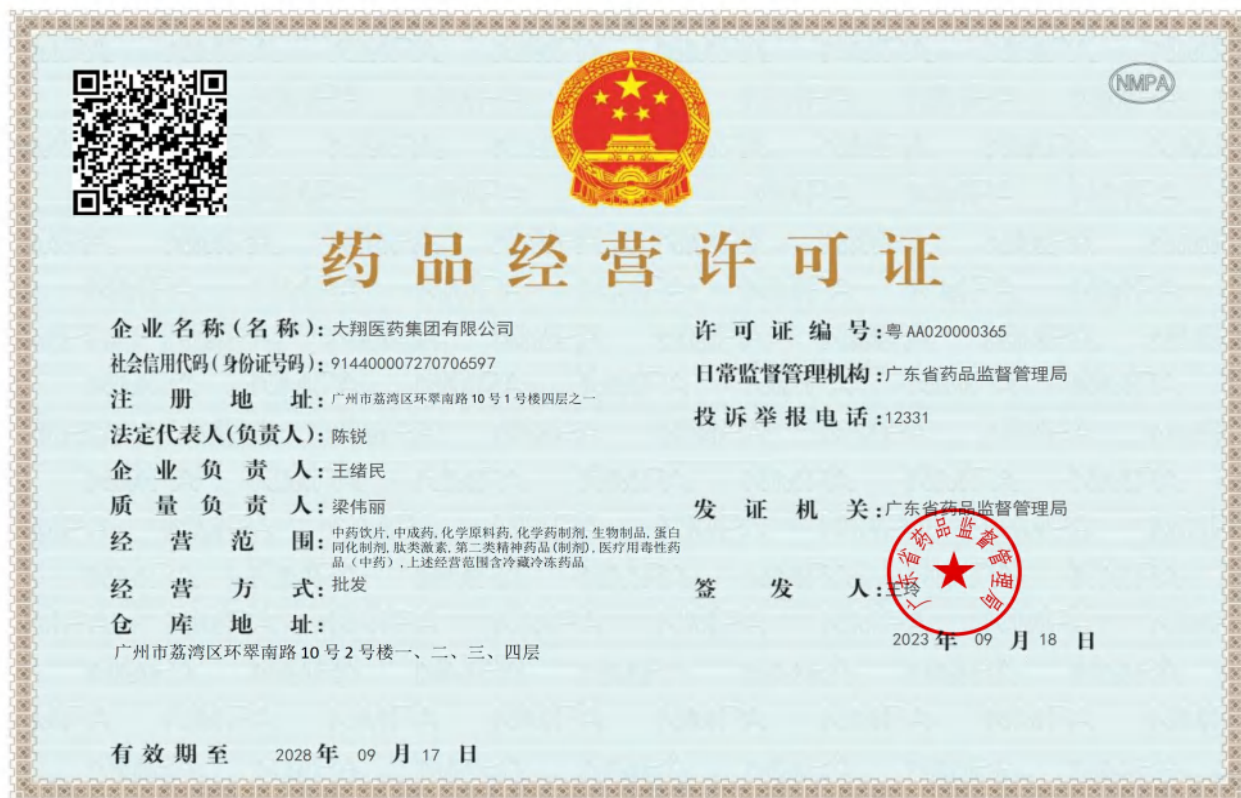 NMPA
药品经营许可证
企业名称(名称): 大翔医药集团有限公司
许可证编号: 粤AA020000365
社会信用代码(身份证号码): 914400007270706597
日常监督管理机构: 广东省药品监督管理局
注册地址: 广州市荔湾区环翠南路10号1号楼四层之一
投诉举报电话: 12331
法定代表人(负责人): 陈锐
企业负责人: 王绪民
质量负责人: 梁伟丽
发证机关: 广东省药品监督管理局
经营范围: 中药饮片, 中成药, 化学原料药, 化学药制剂, 生物制品, 蛋白
同化制剂, 肽类激素, 第二类精神药品(制剂), 医疗用毒性药
品（中药）, 上述经营范围含冷藏冷冻药品
经营方式: 批发
签发人: 王玲
广东省药品监督管理局
仓库地址:
2023年09月18日
广州市荔湾区环翠南路10号2号楼一、二、三、四层
有效期至 2028年09月17日